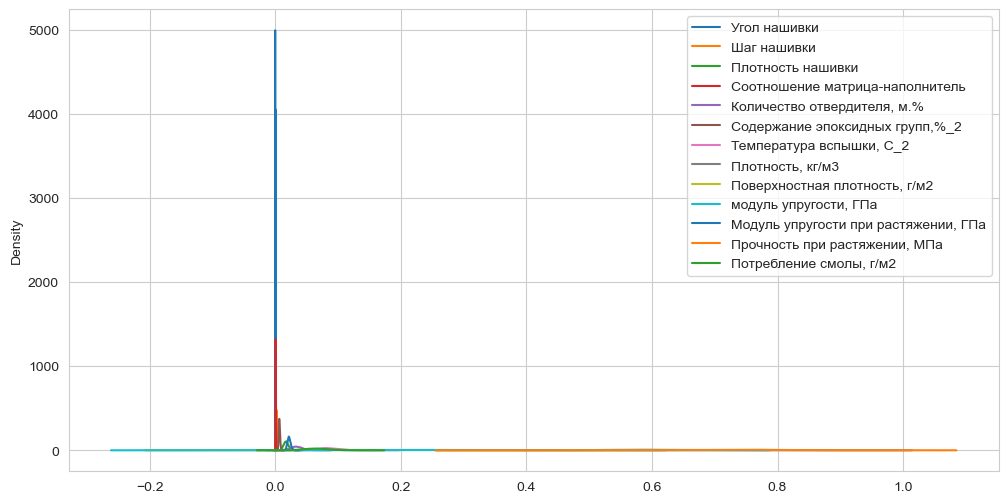 5000
4000
3000
2000
1000
0
Density
−0.2
0.0
0.2
0.4
0.6
0.8
1.0
Угол нашивки
Шаг нашивки
Плотность нашивки
Соотношение матрица-наполнитель
Количество отвердителя, м.%
Содержание эпоксидных групп,%_2
Температура вспышки, С_2
Плотность, кг/м3
Поверхностная плотность, г/м2
модуль упругости, ГПа
Модуль упругости при растяжении, ГПа
Прочность при растяжении, МПа
Потребление смолы, г/м2